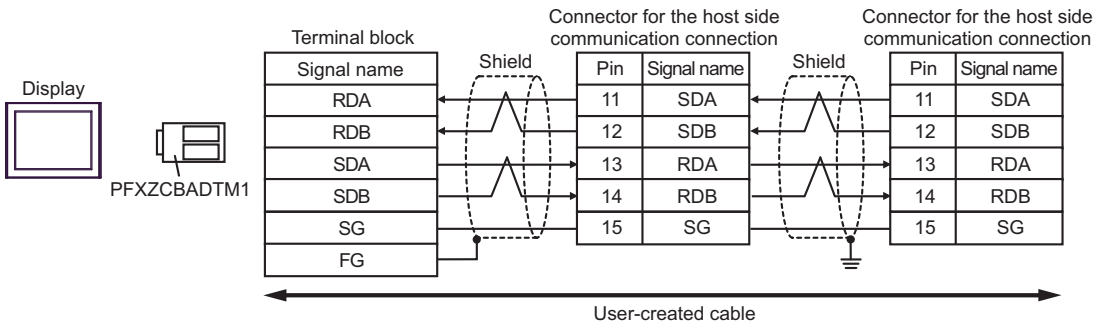 Display
PFXZCBADTM1
Terminal block
Signal name
RDA
RDB
SDA
SDB
SG
FG
Shield
Connector for the host side
communication connection
Pin Signal name
11 SDA
12 SDB
13 RDA
14 RDB
15 SG
Shield
Connector for the host side
communication connection
Pin Signal name
11 SDA
12 SDB
13 RDA
14 RDB
15 SG
User-created cable